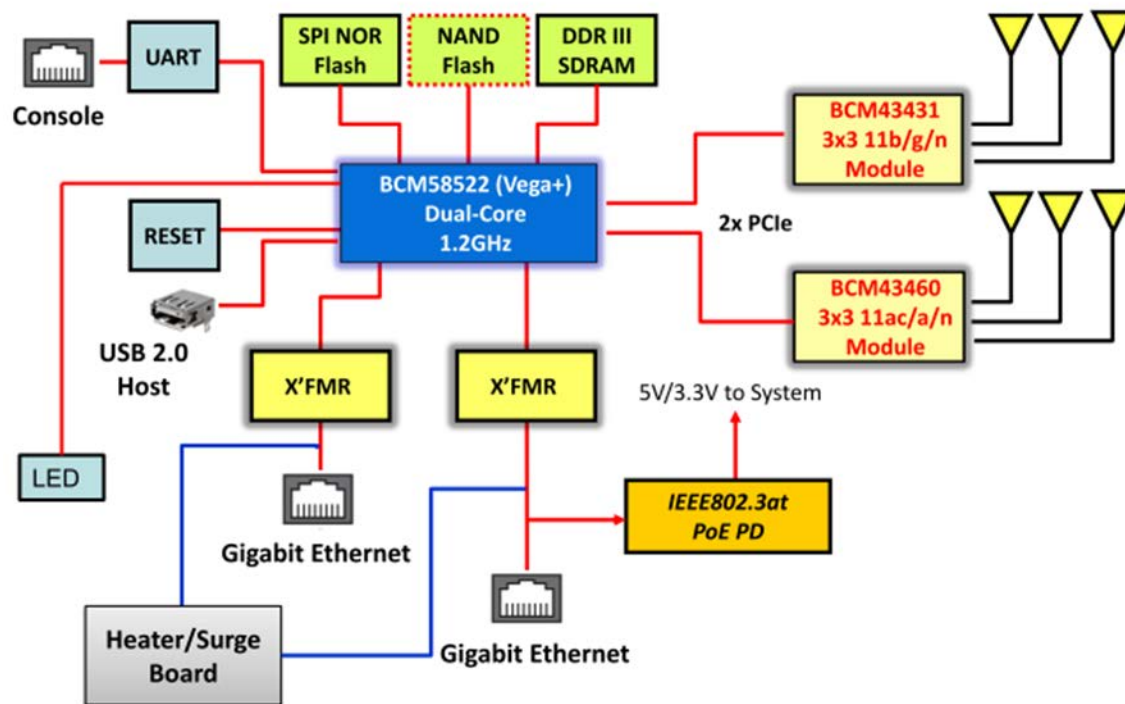 SPI NOR
Flash
NAND
Flash
DDR III
SDRAM
UART
Console
BCM43431
3x3 11b/g/n
Module
BCM58522 (Vega+)
Dual-Core
1.2GHz
RESET
2x PCIe
BCM43460
3x3 11ac/a/n
Module
USB 2.0
Host
X'FMR
X'FMR
5V/3.3V to System
LED
IEEE802.3at
PoE PD
Gigabit Ethernet
Heater/Surge
Board
Gigabit Ethernet